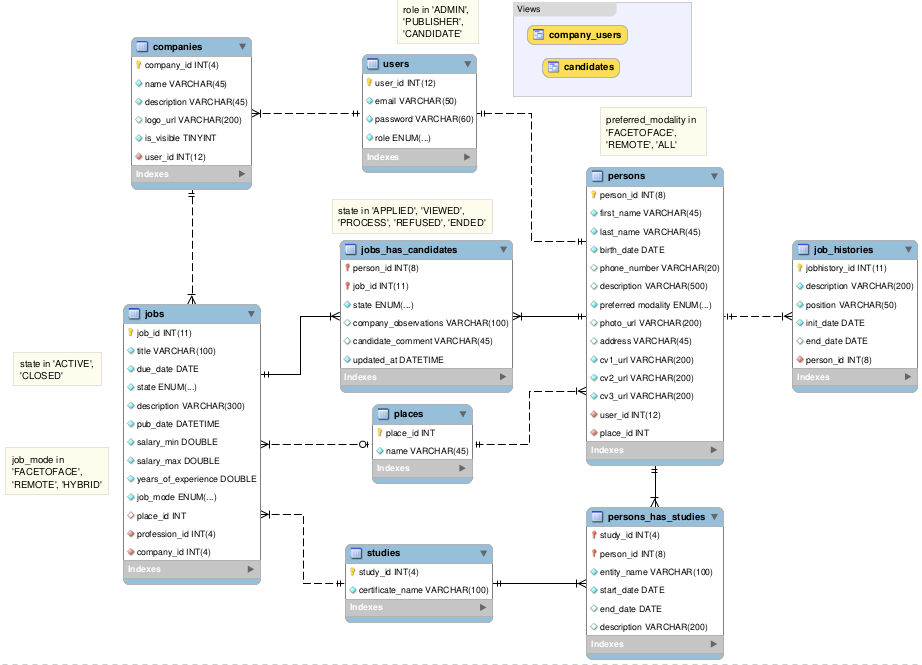 role in 'ADMIN',
'PUBLISHER',
'CANDIDATE'
Views
company_users
candidates
companies
company_id INT(4)
name VARCHAR(45)
description VARCHAR(45)
logo_url VARCHAR(200)
is_visible TINYINT
user_id INT(12)
Indexes
users
user_id INT(12)
email VARCHAR(50)
password VARCHAR(60)
role ENUM(...)
Indexes
preferred_modality in
'FACETOFACE',
'REMOTE', 'ALL'
persons
person_id INT(8)
first_name VARCHAR(45)
last_name VARCHAR(45)
birth_date DATE
phone_number VARCHAR(20)
description VARCHAR(500)
preferred modality ENUM(...)
photo_url VARCHAR(200)
address VARCHAR(45)
cv1_url VARCHAR(200)
cv2_url VARCHAR(200)
cv3_url VARCHAR(200)
user_id INT(12)
place_id INT
Indexes
state in 'APPLIED', 'VIEWED',
'PROCESS', 'REFUSED', 'ENDED'
jobs_has_candidates
person_id INT(8)
job_id INT(11)
state ENUM(...)
company_observations VARCHAR(100)
candidate_comment VARCHAR(45)
updated_at DATETIME
Indexes
job_histories
jobhistory_id INT(11)
description VARCHAR(200)
position VARCHAR(50)
init_date DATE
end_date DATE
person_id INT(8)
Indexes
jobs
job_id INT(11)
title VARCHAR(100)
due_date DATE
state ENUM(...)
description VARCHAR(300)
pub_date DATETIME
salary_min DOUBLE
salary_max DOUBLE
years_of_experience DOUBLE
job_mode ENUM(...)
place_id INT
profession_id INT(4)
company_id INT(4)
Indexes
state in 'ACTIVE',
'CLOSED'
job_mode in
'FACETOFACE',
'REMOTE', 'HYBRID'
places
place_id INT
name VARCHAR(45)
Indexes
studies
study_id INT(4)
certificate_name VARCHAR(100)
Indexes
persons_has_studies
study_id INT(4)
person_id INT(8)
entity_name VARCHAR(100)
start_date DATE
end_date DATE
description VARCHAR(200)
Indexes